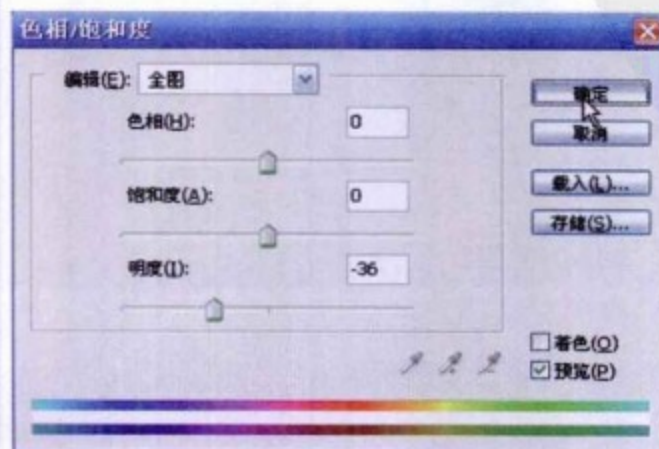 色相/饱和度
编辑(E): 全图
色相(H): 0
饱和度(A): 0
明度(I): -36
确定
取消
载入(L)...
存储(S)...
着色(O)
预览(P)